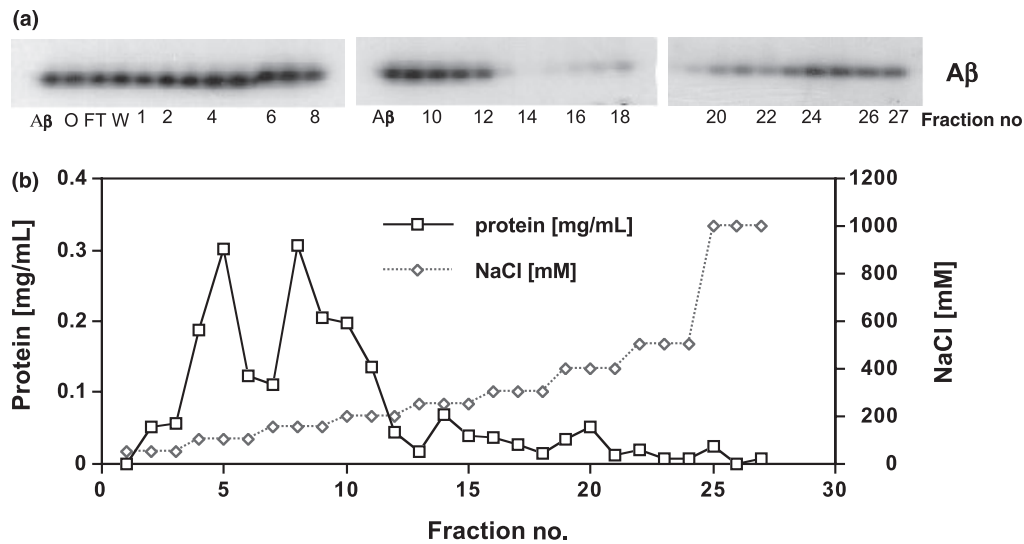 (a)
Aβ
Aβ O FT W 1 2 4 6 8 Aβ 10 12 14 16 18 20 22 24 26 27 Fraction no
(b)
0.4 1200
protein [mg/mL] 1000
0.3
NaCl [mM] 800
0.2 600
400
0.1
200
0 0
0 5 10 15 20 25 30
Protein [mg/mL]
NaCl [mM]
Fraction no.